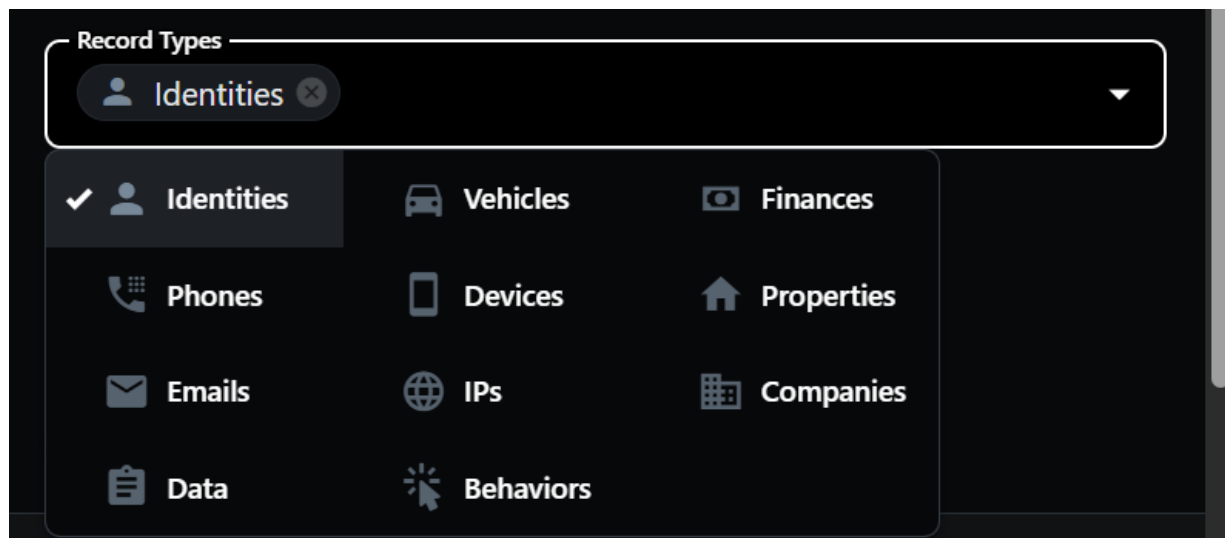 Record Types
Identities
Identities Vehicles Finances
Phones Devices Properties
Emails IPs Companies
Data Behaviors